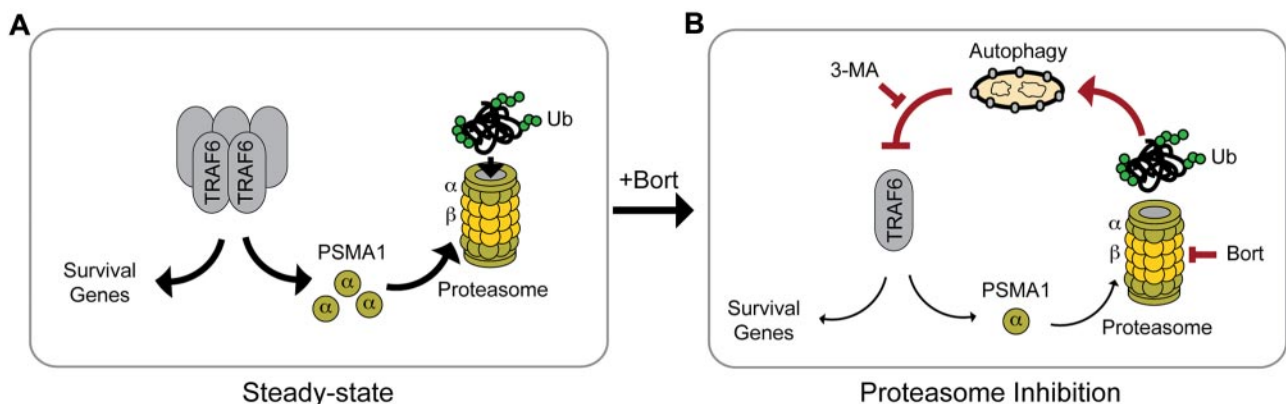 A
TRAF6
TRAF6
Ub
α
β
PSMA1
α
α
α
Survival
Genes
Proteasome
Steady-state
+Bort
B
Autophagy
3-MA
Ub
TRAF6
α
β
Bort
PSMA1
α
Survival
Genes
Proteasome
Proteasome Inhibition